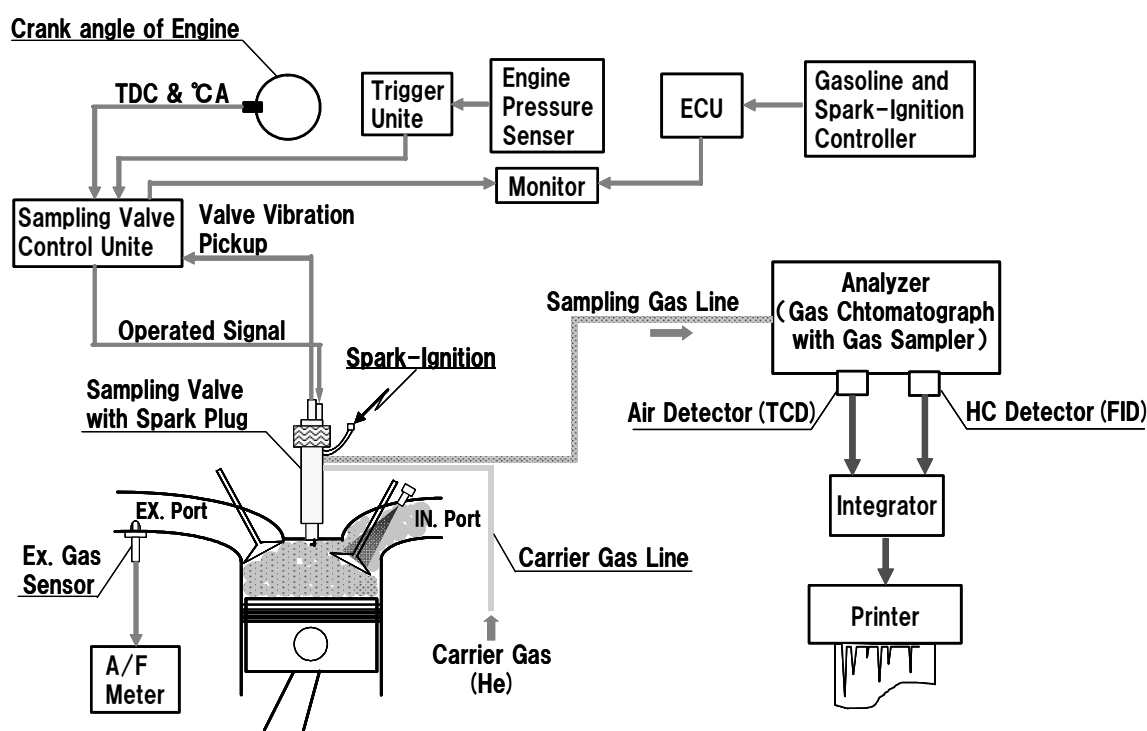 Crank angle of Engine
TDC & ℃A
Trigger
Unite
Engine
Pressure
Senser
ECU
Gasoline and
Spark-Ignition
Controller
Monitor
Sampling Valve
Control Unite
Valve Vibration
Pickup
Operated Signal
Sampling Gas Line
Analyzer
(Gas Chtomatograph
with Gas Sampler)
Spark-Ignition
Sampling Valve
with Spark Plug
Air Detector (TCD)
HC Detector (FID)
EX. Port
IN. Port
Integrator
Ex. Gas
Sensor
Carrier Gas Line
Printer
A/F
Meter
Carrier Gas
(He)